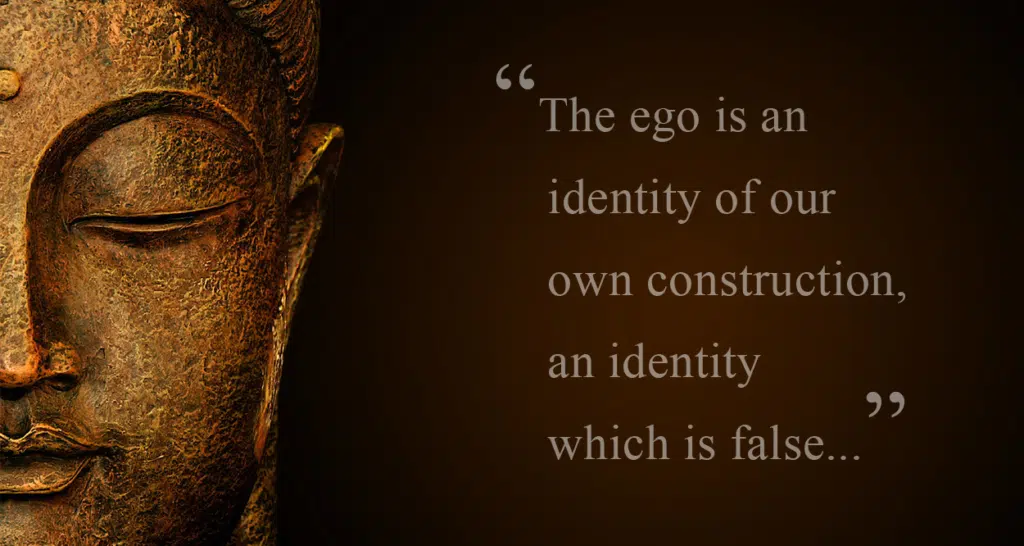 “The ego is an
identity of our
own construction,
an identity
which is false...”